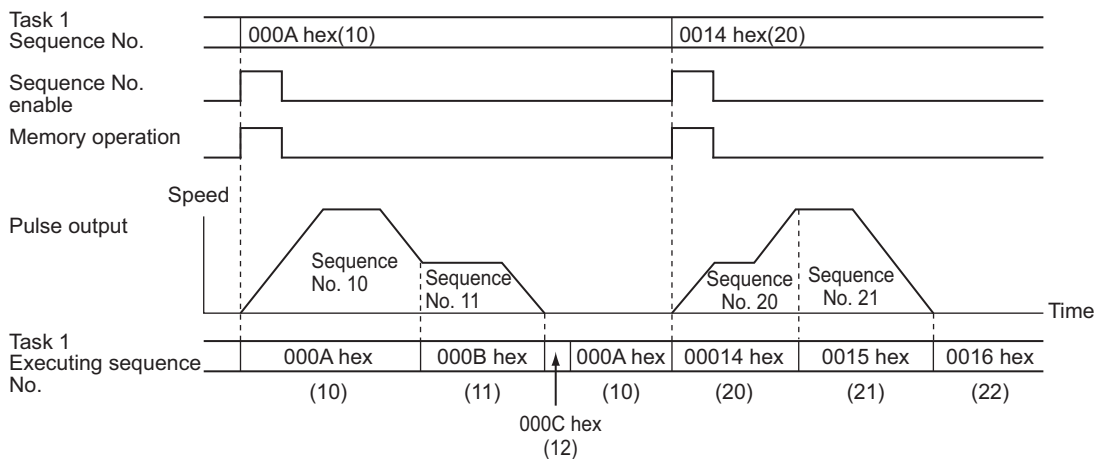 Task 1
Sequence No.
000A hex(10)
0014 hex(20)
Sequence No.
enable
Memory operation
Speed
Pulse output
Sequence
No. 10
Sequence
No. 11
Sequence
No. 20
Sequence
No. 21
Time
Task 1
Executing sequence
No.
000A hex
000B hex
000A hex
00014 hex
0015 hex
0016 hex
(10)
(11)
(10)
(20)
(21)
(22)
000C hex
(12)